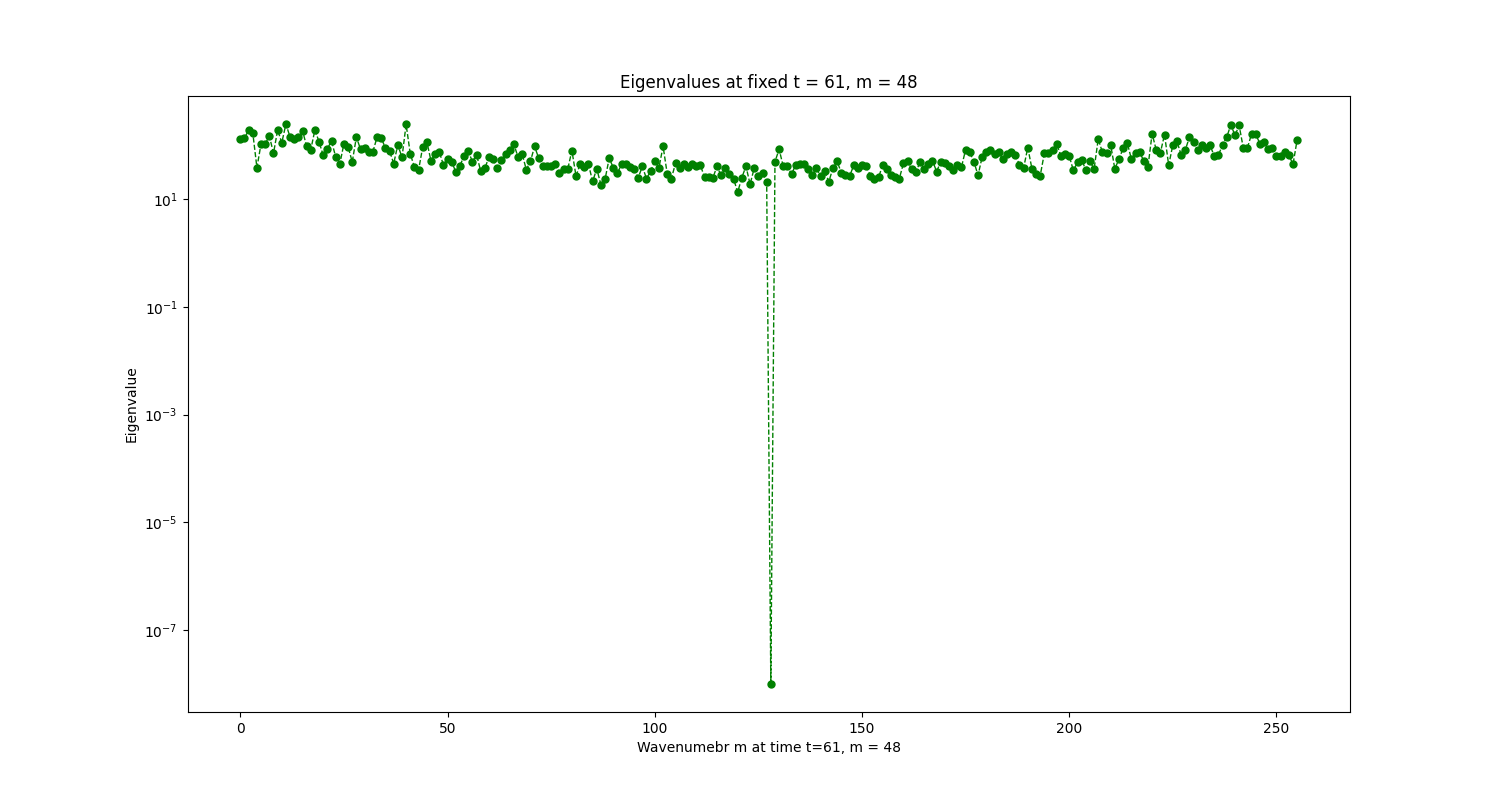 Eigenvalues at fixed t = 61, m = 48
Eigenvalue
10^1
10^−1
10^−3
10^−5
10^−7
0 50 100 150 200 250
Wavenumebr m at time t=61, m = 48